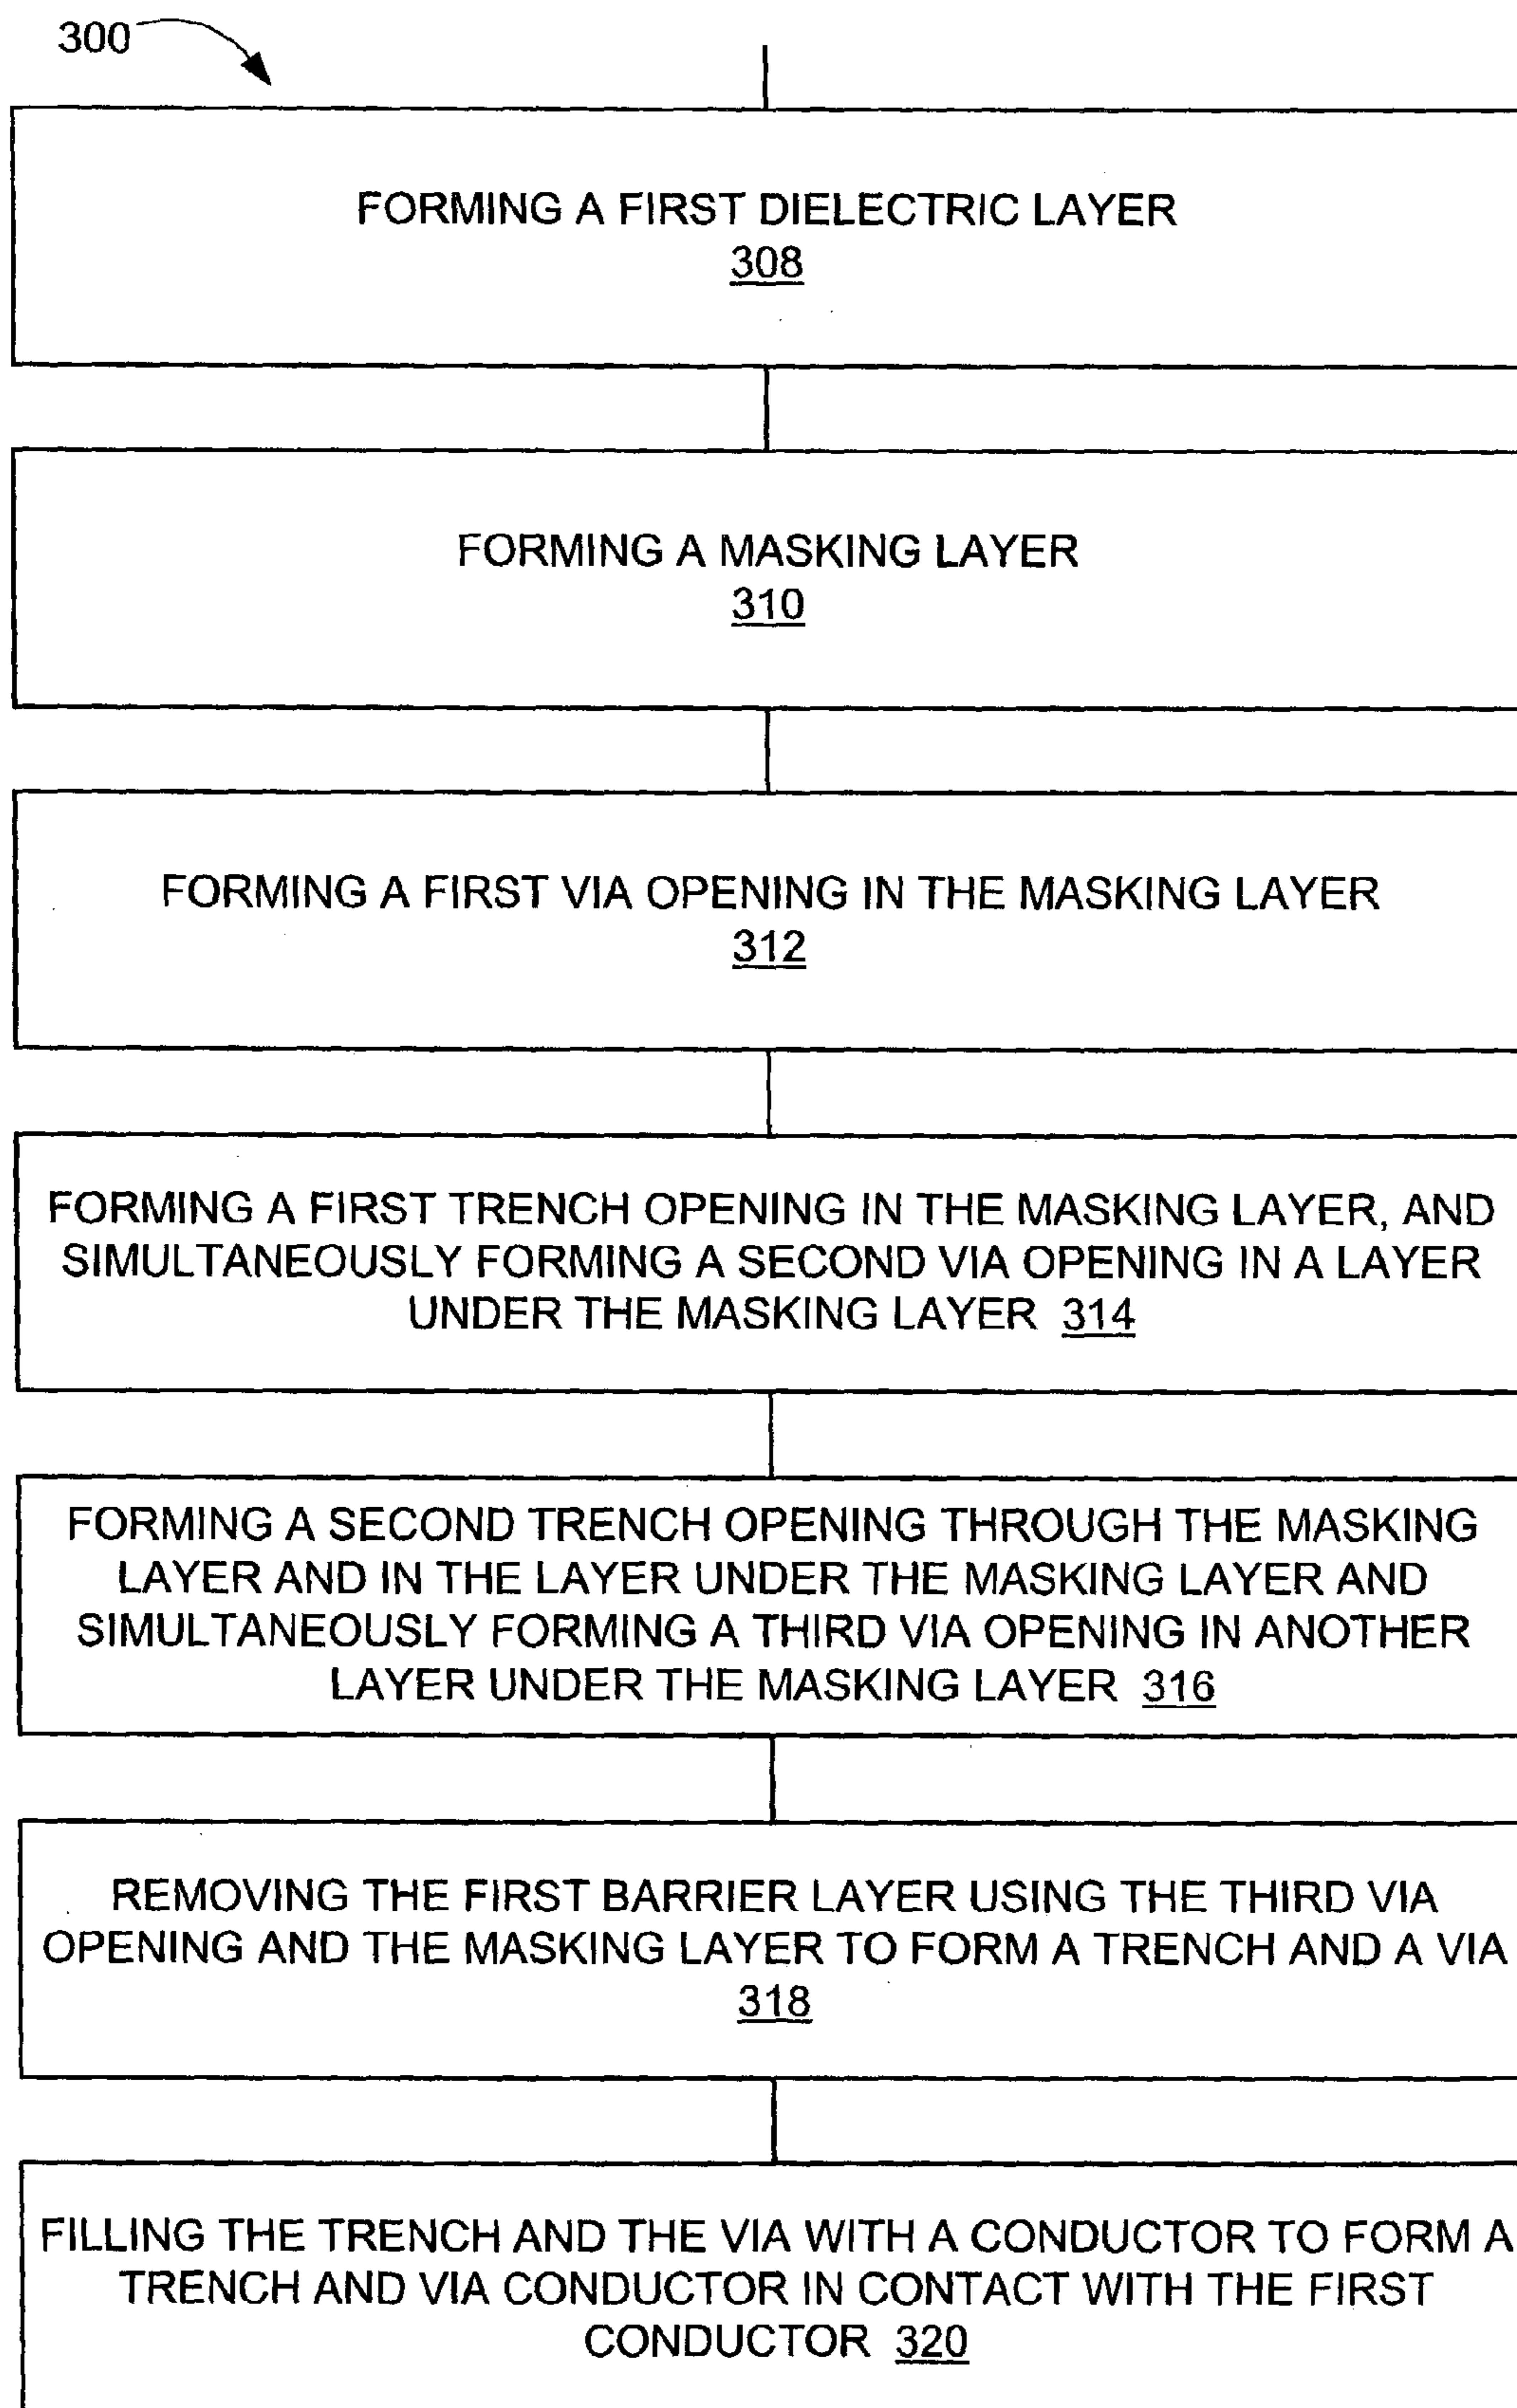 300
FORMING A FIRST DIELECTRIC LAYER
308
FORMING A MASKING LAYER
310
FORMING A FIRST VIA OPENING IN THE MASKING LAYER
312
FORMING A FIRST TRENCH OPENING IN THE MASKING LAYER, AND
SIMULTANEOUSLY FORMING A SECOND VIA OPENING IN A LAYER
UNDER THE MASKING LAYER 314
FORMING A SECOND TRENCH OPENING THROUGH THE MASKING
LAYER AND IN THE LAYER UNDER THE MASKING LAYER AND
SIMULTANEOUSLY FORMING A THIRD VIA OPENING IN ANOTHER
LAYER UNDER THE MASKING LAYER 316
REMOVING THE FIRST BARRIER LAYER USING THE THIRD VIA
OPENING AND THE MASKING LAYER TO FORM A TRENCH AND A VIA
318
FILLING THE TRENCH AND THE VIA WITH A CONDUCTOR TO FORM A
TRENCH AND VIA CONDUCTOR IN CONTACT WITH THE FIRST
CONDUCTOR 320